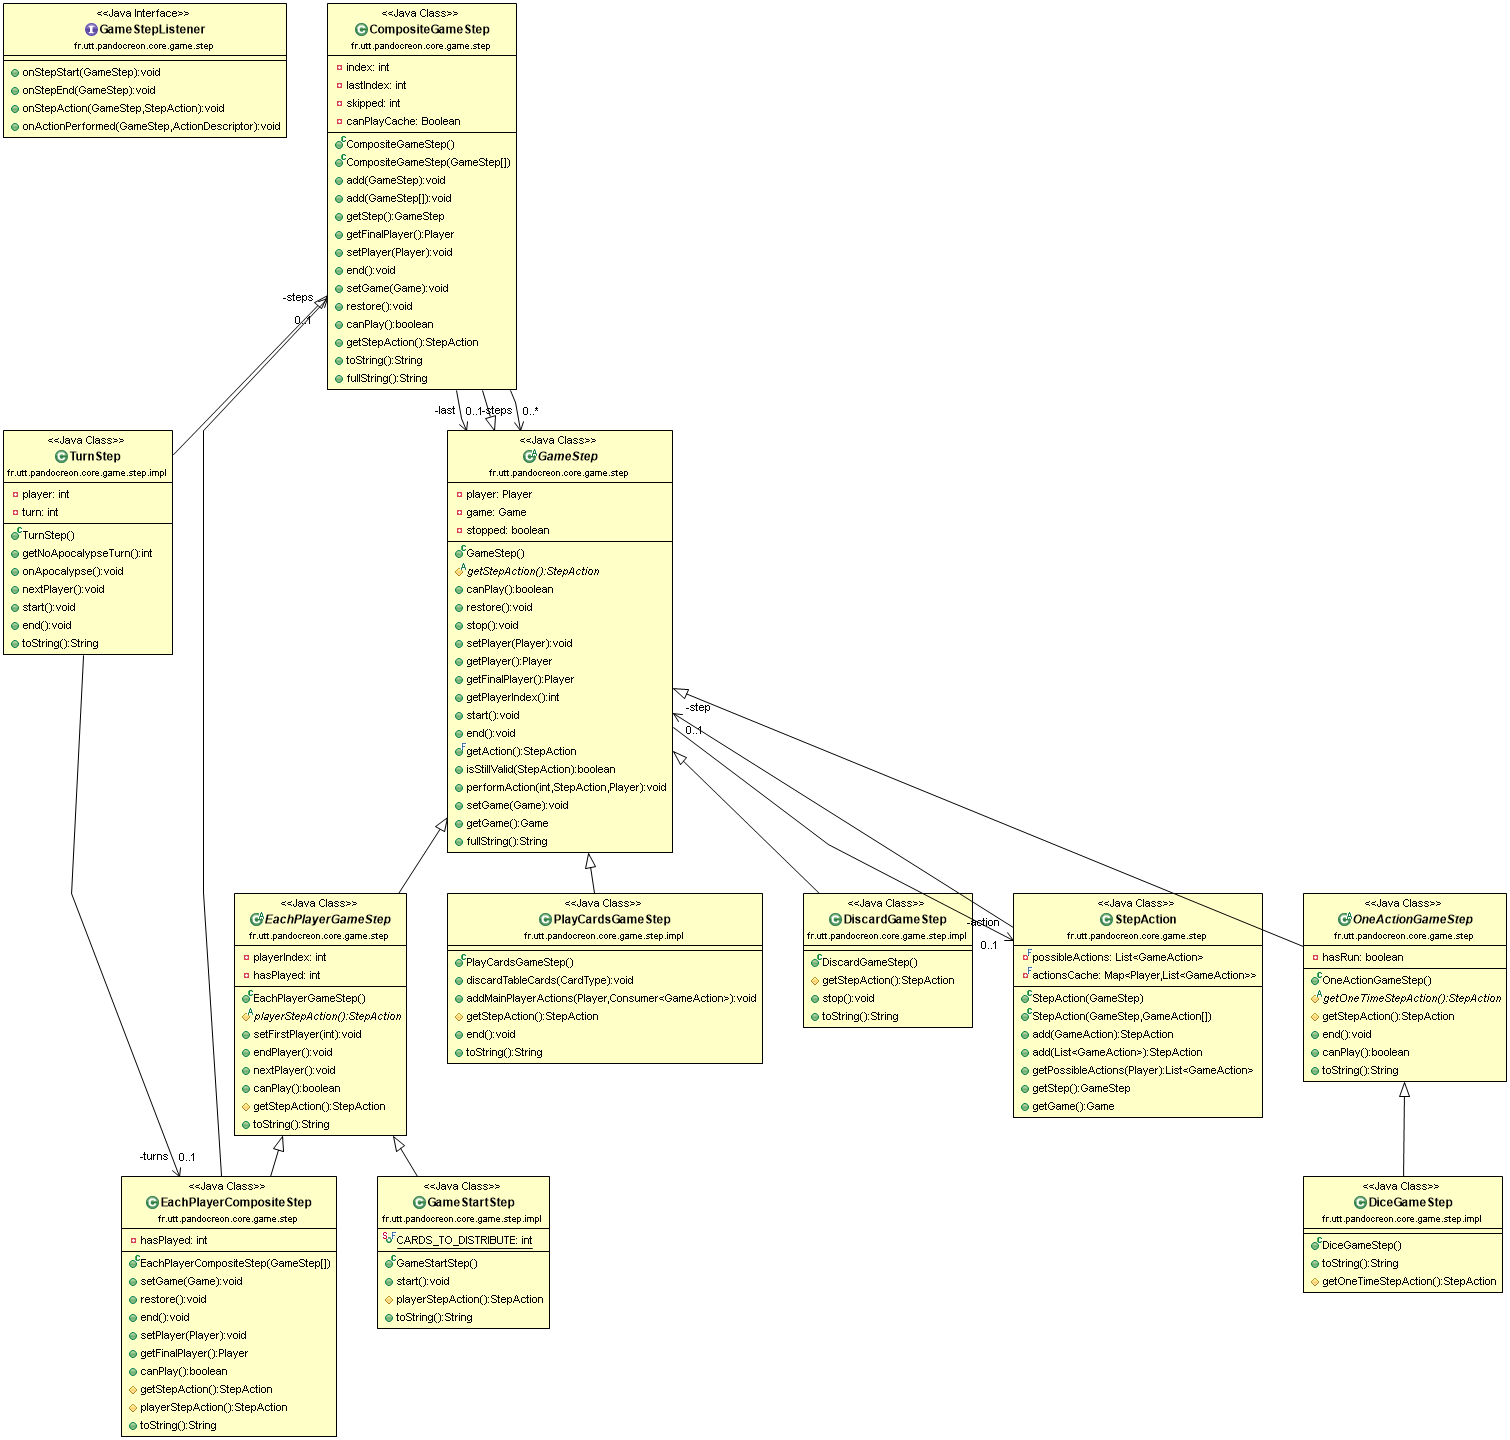 <<Java Interface>>
GameStepListener
fr.utt.pandocreon.core.game.step
onStepStart(GameStep):void
onStepEnd(GameStep):void
onStepAction(GameStep,StepAction):void
onActionPerformed(GameStep,ActionDescriptor):void
<<Java Class>>
CompositeGameStep
fr.utt.pandocreon.core.game.step
index: int
lastIndex: int
skipped: int
canPlayCache: Boolean
CompositeGameStep()
CompositeGameStep(GameStep[])
add(GameStep):void
add(GameStep[]):void
getStep():GameStep
getFinalPlayer():Player
setPlayer(Player):void
end():void
setGame(Game):void
restore():void
canPlay():boolean
getStepAction():StepAction
toString():String
fullString():String
-steps
0..1
-last 0..1
-steps 0..*
<<Java Class>>
TurnStep
fr.utt.pandocreon.core.game.step.impl
player: int
turn: int
TurnStep()
getNoApocalypseTurn():int
onApocalypse():void
nextPlayer():void
start():void
end():void
toString():String
<<Java Class>>
GameStep
fr.utt.pandocreon.core.game.step
player: Player
game: Game
stopped: boolean
GameStep()
getStepAction():StepAction
canPlay():boolean
restore():void
stop():void
setPlayer(Player):void
getPlayer():Player
getFinalPlayer():Player
getPlayerIndex():int
start():void
end():void
getAction():StepAction
isStillValid(StepAction):boolean
performAction(int,StepAction,Player):void
setGame(Game):void
getGame():Game
fullString():String
-step
0..1
-action
0..1
<<Java Class>>
EachPlayerGameStep
fr.utt.pandocreon.core.game.step
playerIndex: int
hasPlayed: int
EachPlayerGameStep()
playerStepAction():StepAction
setFirstPlayer(int):void
endPlayer():void
nextPlayer():void
canPlay():boolean
getStepAction():StepAction
toString():String
<<Java Class>>
PlayCardsGameStep
fr.utt.pandocreon.core.game.step.impl
PlayCardsGameStep()
discardTableCards(CardType):void
addMainPlayerActions(Player,Consumer<GameAction>):void
getStepAction():StepAction
end():void
toString():String
<<Java Class>>
DiscardGameStep
fr.utt.pandocreon.core.game.step.impl
DiscardGameStep()
getStepAction():StepAction
stop():void
toString():String
<<Java Class>>
StepAction
fr.utt.pandocreon.core.game.step
possibleActions: List<GameAction>
actionsCache: Map<Player,List<GameAction>>
StepAction(GameStep)
StepAction(GameStep,GameAction[])
add(GameAction):StepAction
add(List<GameAction>):StepAction
getPossibleActions(Player):List<GameAction>
getStep():GameStep
getGame():Game
<<Java Class>>
OneActionGameStep
fr.utt.pandocreon.core.game.step
hasRun: boolean
OneActionGameStep()
getOneTimeStepAction():StepAction
getStepAction():StepAction
end():void
canPlay():boolean
toString():String
-turns 0..1
<<Java Class>>
EachPlayerCompositeStep
fr.utt.pandocreon.core.game.step
hasPlayed: int
EachPlayerCompositeStep(GameStep[])
setGame(Game):void
restore():void
end():void
setPlayer(Player):void
getFinalPlayer():Player
canPlay():boolean
getStepAction():StepAction
playerStepAction():StepAction
toString():String
<<Java Class>>
GameStartStep
fr.utt.pandocreon.core.game.step.impl
CARDS_TO_DISTRIBUTE: int
GameStartStep()
start():void
playerStepAction():StepAction
toString():String
<<Java Class>>
DiceGameStep
fr.utt.pandocreon.core.game.step.impl
DiceGameStep()
toString():String
getOneTimeStepAction():StepAction